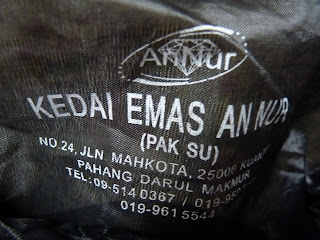 AnNur
KEDAI EMAS AN NUR
(PAK SU)
NO.24, JLN MAHKOTA, 25000
PAHANG DARUL MAKMUR
TEL: 09-514 0367 /
019-961 5544